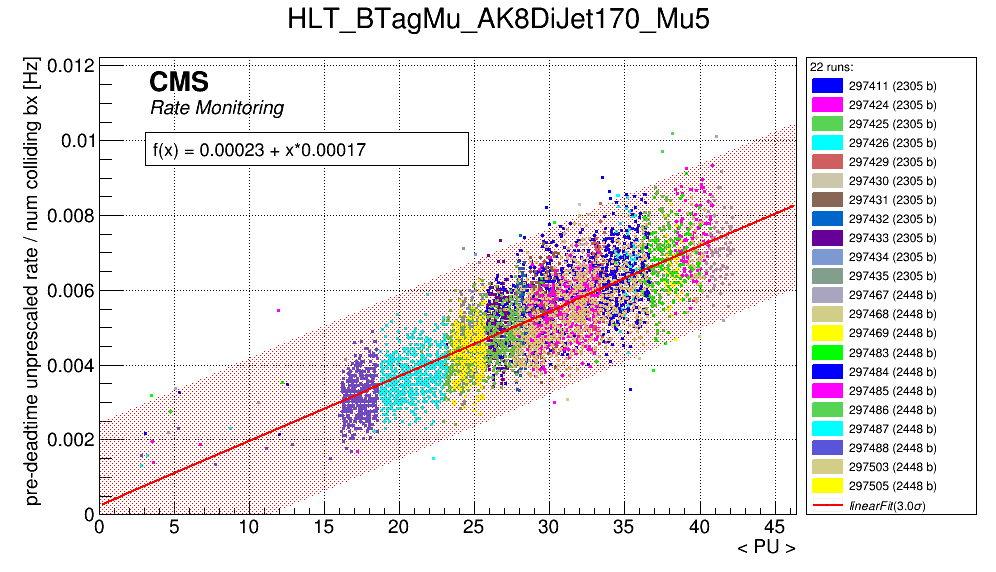 HLT_BTagMu_AK8DiJet170_Mu5
pre-deadtime unprescaled rate / num colliding bx [Hz]
0.012
0.01
0.008
0.006
0.004
0.002
0
CMS
Rate Monitoring
f(x) = 0.00023 + x*0.00017
0 5 10 15 20 25 30 35 40 45
< PU >
22 runs:
297411 (2305 b)
297424 (2305 b)
297425 (2305 b)
297426 (2305 b)
297429 (2305 b)
297430 (2305 b)
297431 (2305 b)
297432 (2305 b)
297433 (2305 b)
297434 (2305 b)
297435 (2305 b)
297467 (2448 b)
297468 (2448 b)
297469 (2448 b)
297483 (2448 b)
297484 (2448 b)
297485 (2448 b)
297486 (2448 b)
297487 (2448 b)
297488 (2448 b)
297503 (2448 b)
297505 (2448 b)
linearFit(3.0σ)